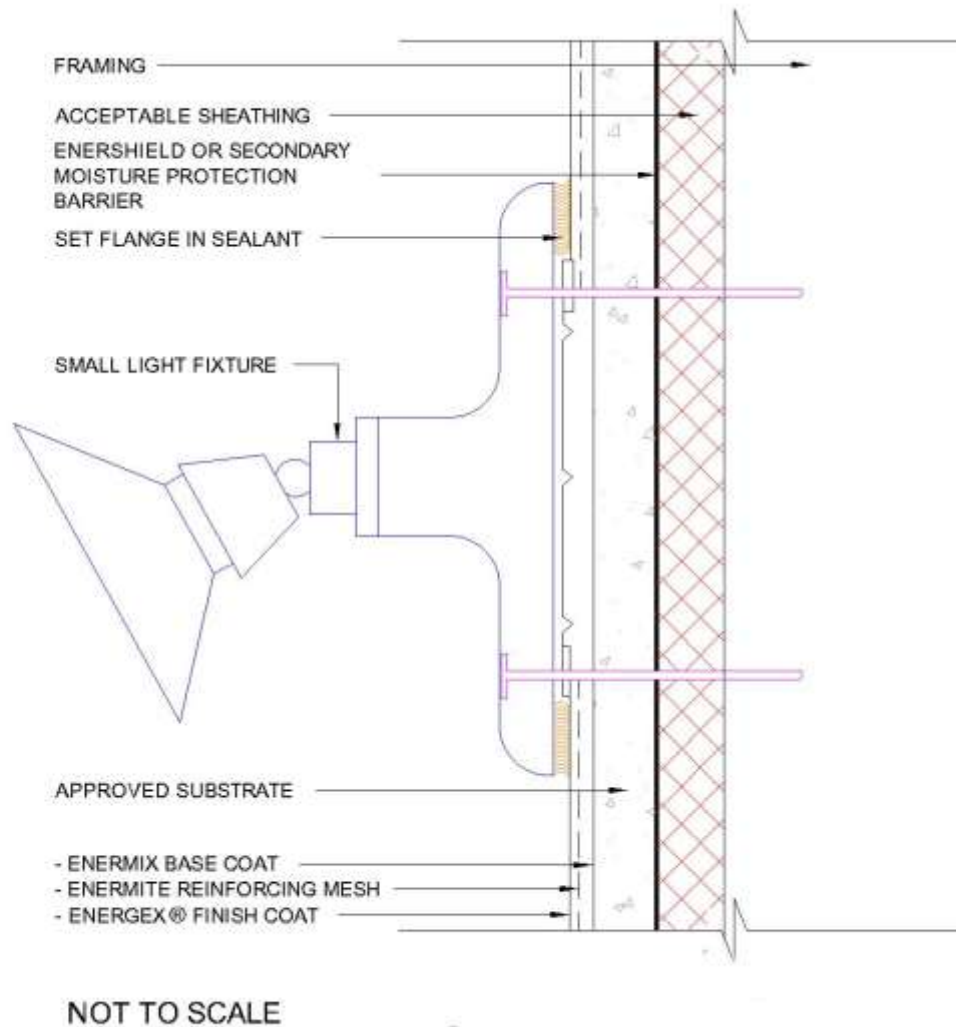 FRAMING
ACCEPTABLE SHEATHING
ENERSHIELD OR SECONDARY
MOISTURE PROTECTION
BARRIER
SET FLANGE IN SEALANT
SMALL LIGHT FIXTURE
APPROVED SUBSTRATE
- ENERMIX BASE COAT
- ENERMITE REINFORCING MESH
- ENERGEX® FINISH COAT
NOT TO SCALE